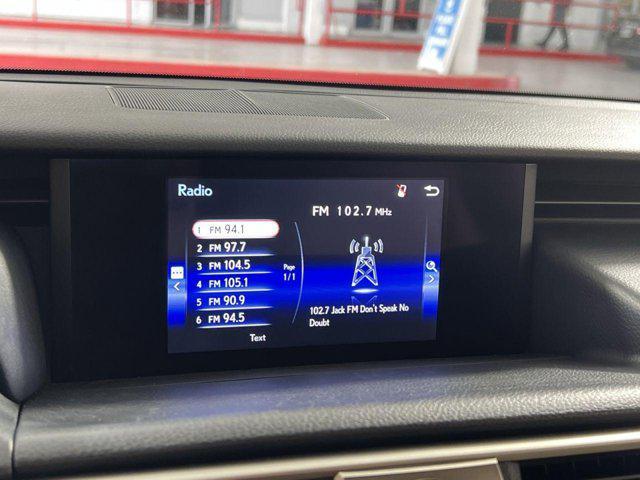 Radio
FM 102.7 MHz
1 FM 94.1
2 FM 97.7
3 FM 104.5
4 FM 105.1
5 FM 90.9
6 FM 94.5
Page
1/1
102.7 Jack FM Don't Speak No
Doubt
Text